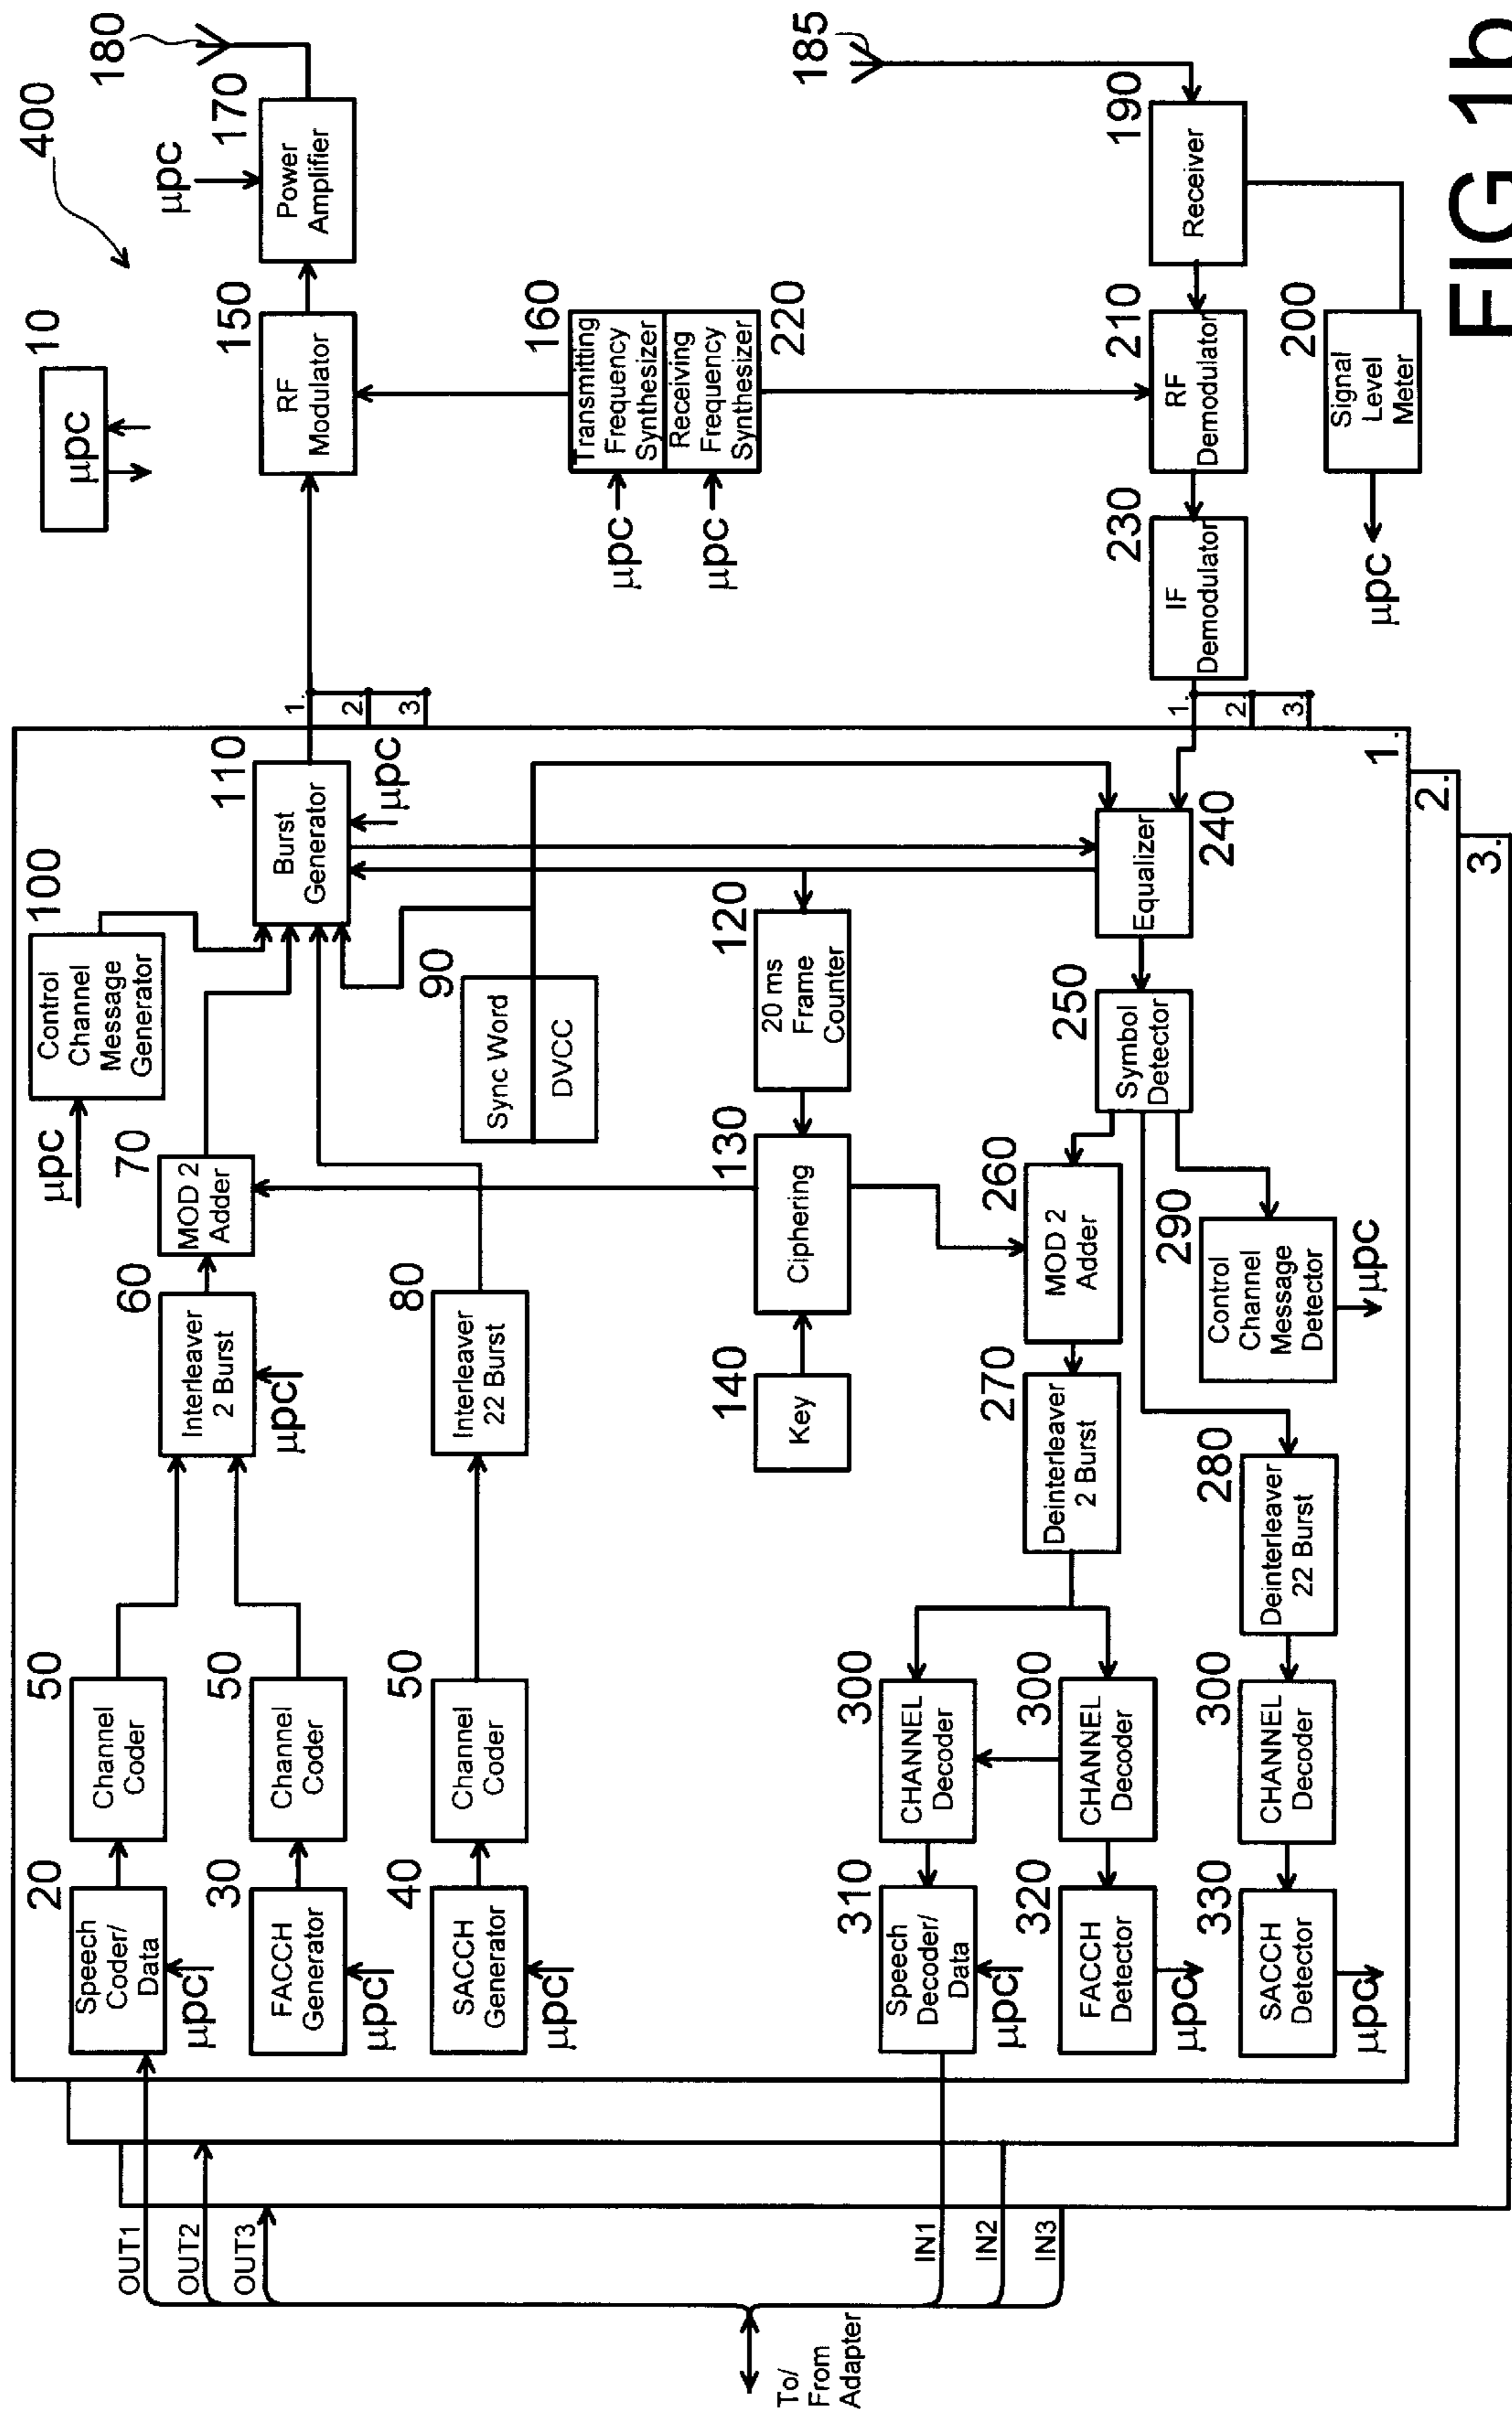 400
180
10
μpc
μpc
150
RF
Modulator
170
Power
Amplifier
160
Transmitting
Frequency
Synthesizer
Receiving
Frequency
Synthesizer
220
μpc
μpc
185
190
Receiver
210
RF
Demodulator
230
IF
Demodulator
200
Signal
Level
Meter
μpc
1.
2.
3.
1.
2.
3.
20
Speech
Coder/
Data
μpc
50
Channel
Coder
30
FACCH
Generator
μpc
50
Channel
Coder
40
SACCH
Generator
μpc
50
Channel
Coder
60
Interleaver
2 Burst
μpc
70
MOD 2
Adder
80
Interleaver
22 Burst
100
Control
Channel
Message
Generator
μpc
110
Burst
Generator
μpc
90
Sync Word
DVCC
120
20 ms
Frame
Counter
130
Ciphering
140
Key
240
Equalizer
250
Symbol
Detector
260
MOD 2
Adder
270
Deinterleaver
2 Burst
290
Control
Channel
Message
Detector
μpc
280
Deinterleaver
22 Burst
300
CHANNEL
Decoder
300
CHANNEL
Decoder
300
CHANNEL
Decoder
310
Speech
Decoder/
Data
μpc
320
FACCH
Detector
μpc
330
SACCH
Detector
μpc
1.
2.
3.
OUT1
OUT2
OUT3
IN1
IN2
IN3
To/
From
Adapter
FIG 1b